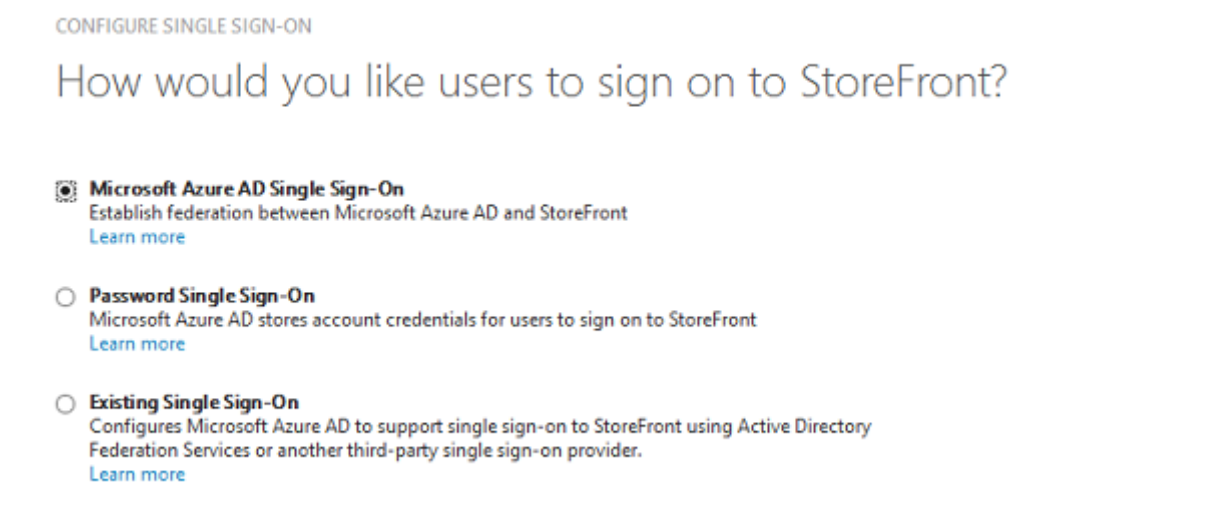 CONFIGURE SINGLE SIGN-ON
How would you like users to sign on to StoreFront?
Microsoft Azure AD Single Sign-On
Establish federation between Microsoft Azure AD and StoreFront
Learn more
Password Single Sign-On
Microsoft Azure AD stores account credentials for users to sign on to StoreFront
Learn more
Existing Single Sign-On
Configures Microsoft Azure AD to support single sign-on to StoreFront using Active Directory
Federation Services or another third-party single sign-on provider.
Learn more